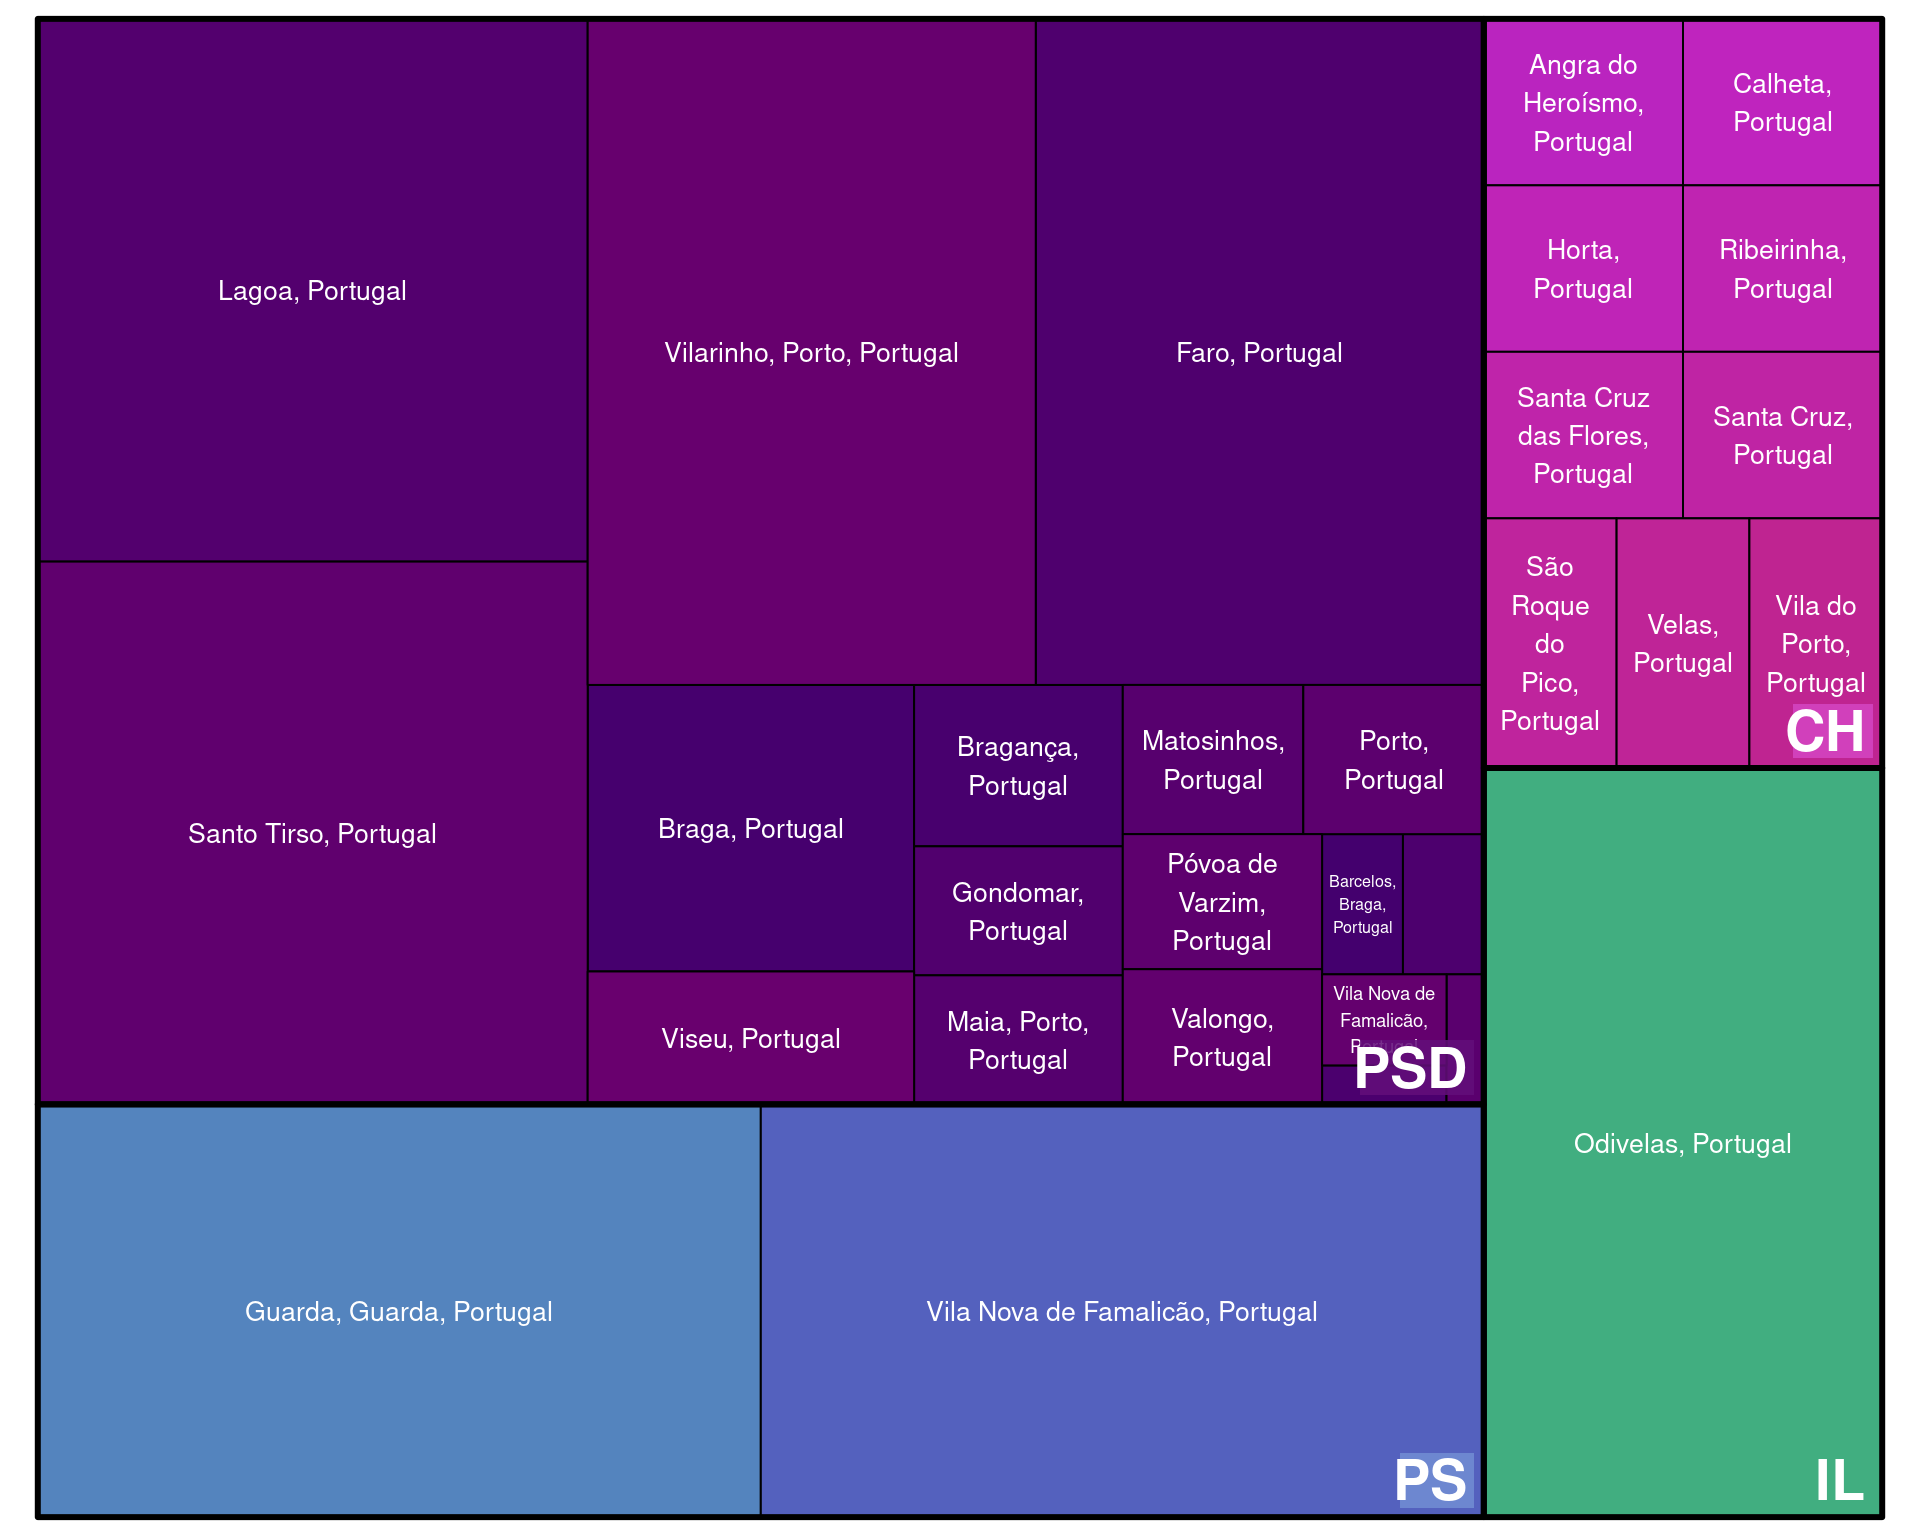 Lagoa, Portugal
Vilarinho, Porto, Portugal
Faro, Portugal
Santo Tirso, Portugal
Braga, Portugal
Viseu, Portugal
Bragança,
Portugal
Gondomar,
Portugal
Maia, Porto,
Portugal
Matosinhos,
Portugal
Porto,
Portugal
Póvoa de
Varzim,
Portugal
Valongo,
Portugal
Barcelos,
Braga,
Portugal
Vila Nova de
Famalicão,
Portugal
PSD
Guarda, Guarda, Portugal
Vila Nova de Famalicão, Portugal
PS
Angra do
Heroísmo,
Portugal
Calheta,
Portugal
Horta,
Portugal
Ribeirinha,
Portugal
Santa Cruz
das Flores,
Portugal
Santa Cruz,
Portugal
São
Roque
do
Pico,
Portugal
Velas,
Portugal
Vila do
Porto,
Portugal
CH
Odivelas, Portugal
IL